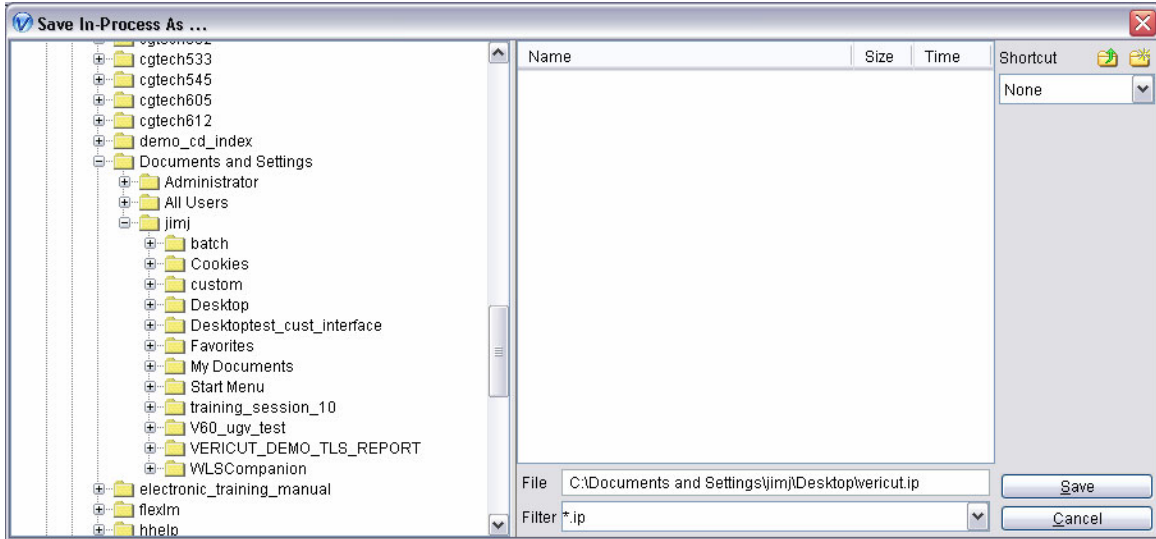 Save In-Process As ...
cgtech533
cgtech545
cgtech605
cgtech612
demo_cd_index
Documents and Settings
Administrator
All Users
jimj
batch
Cookies
custom
Desktop
Desktoptest_cust_interface
Favorites
My Documents
Start Menu
training_session_10
V60_ugv_test
VERICUT_DEMO_TLS_REPORT
WLSCompanion
electronic_training_manual
flexlm
hhelp
Name Size Time
Shortcut
None
File C:\Documents and Settings\jimj\Desktop\vericut.ip
Save
Filter *.ip
Cancel